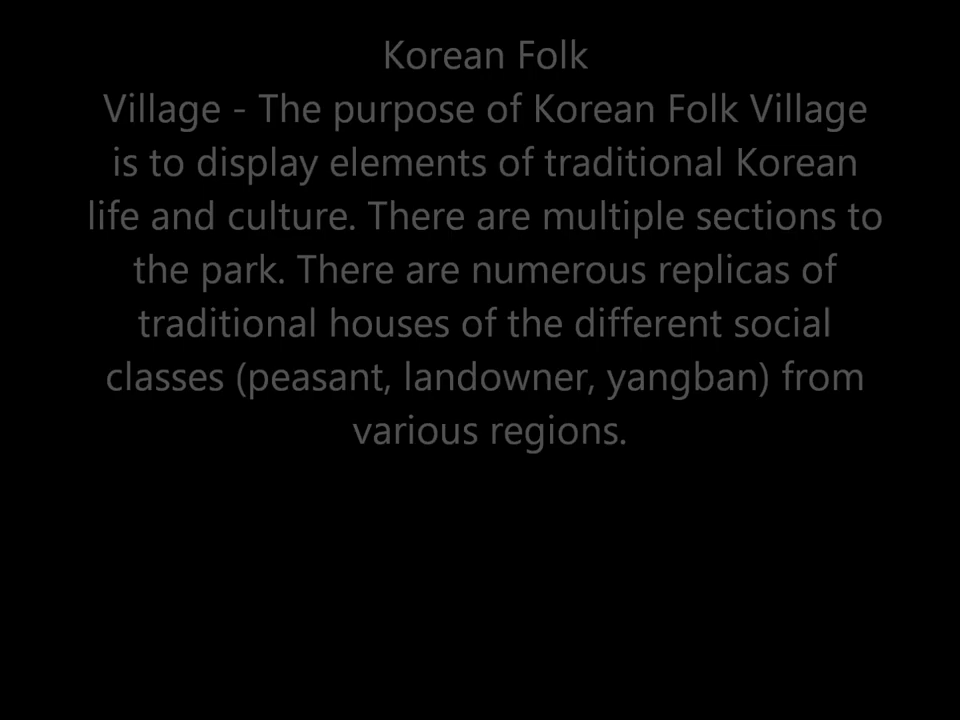 Korean Folk
Village - The purpose of Korean Folk Village
is to display elements of traditional Korean
life and culture. There are multiple sections to
the park. There are numerous replicas of
traditional houses of the different social
classes (peasant, landowner, yangban) from
various regions.